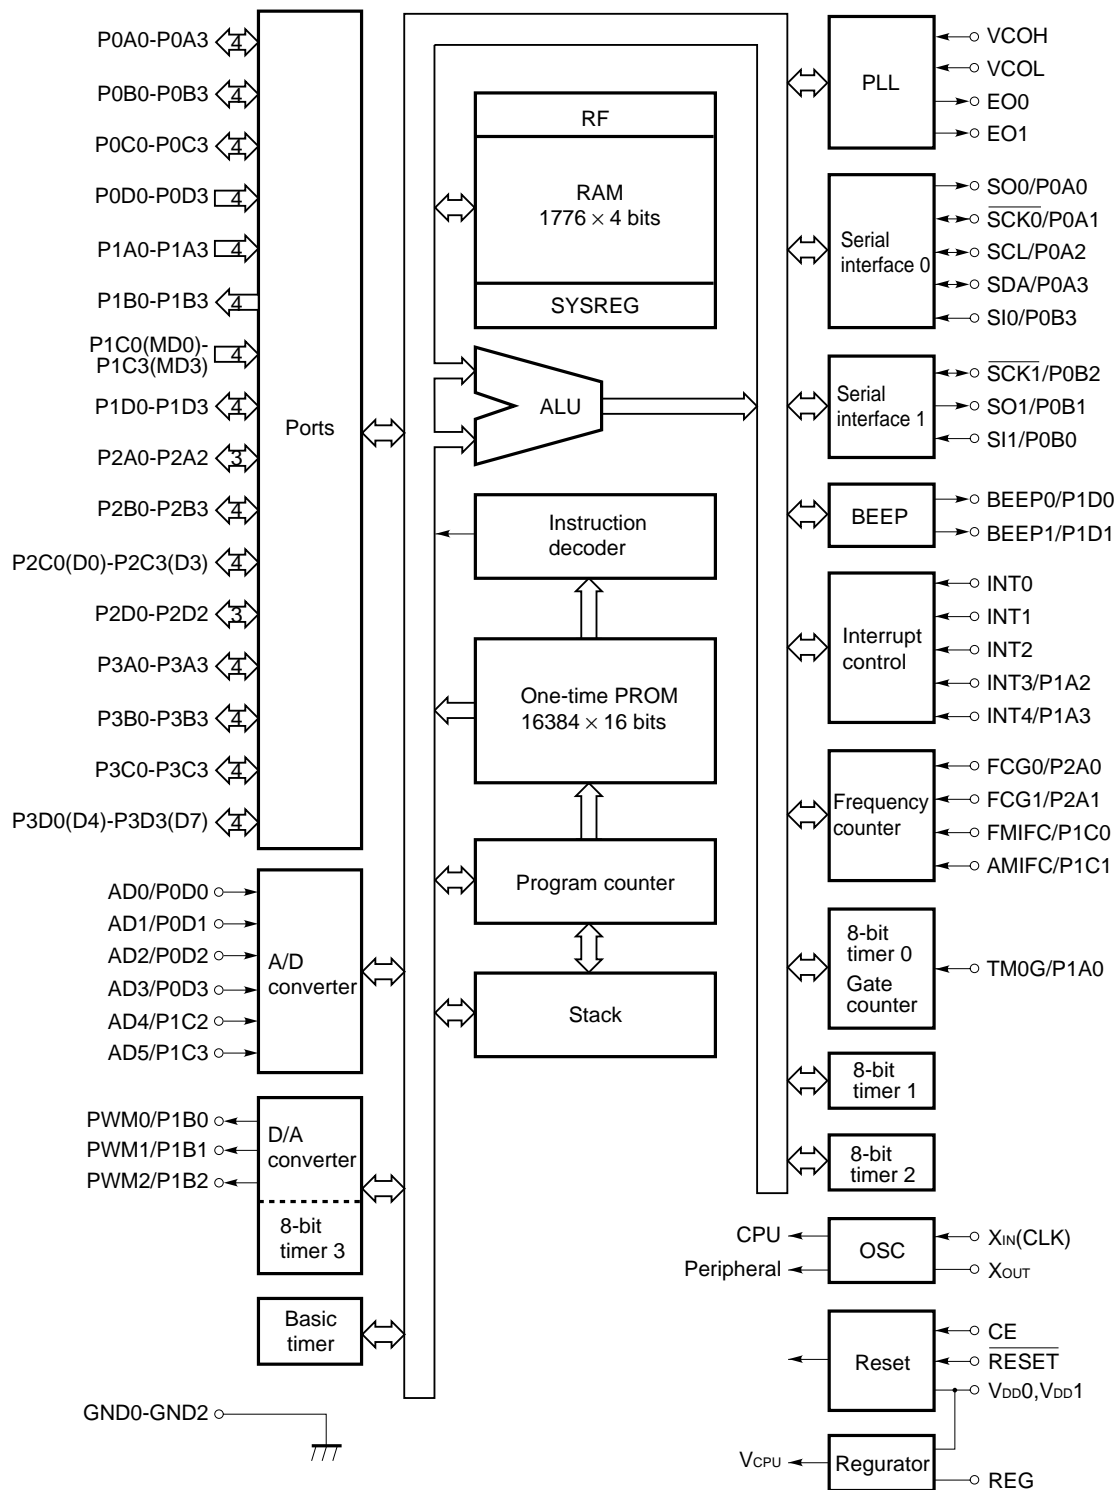 P0A0-P0A3
4
P0B0-P0B3
4
P0C0-P0C3
4
P0D0-P0D3
4
P1A0-P1A3
4
P1B0-P1B3
4
P1C0(MD0)-
P1C3(MD3)
4
P1D0-P1D3
4
P2A0-P2A2
3
P2B0-P2B3
4
P2C0(D0)-P2C3(D3)
4
P2D0-P2D2
3
P3A0-P3A3
4
P3B0-P3B3
4
P3C0-P3C3
4
P3D0(D4)-P3D3(D7)
4
Ports
AD0/P0D0
AD1/P0D1
AD2/P0D2
AD3/P0D3
AD4/P1C2
AD5/P1C3
A/D
converter
PWM0/P1B0
PWM1/P1B1
PWM2/P1B2
D/A
converter
8-bit
timer 3
Basic
timer
GND0-GND2
RF
RAM
1776 × 4 bits
SYSREG
ALU
Instruction
decoder
One-time PROM
16384 × 16 bits
Program counter
Stack
PLL
VCOH
VCOL
EO0
EO1
Serial
interface 0
SO0/P0A0
SCK0/P0A1
SCL/P0A2
SDA/P0A3
SI0/P0B3
Serial
interface 1
SCK1/P0B2
SO1/P0B1
SI1/P0B0
BEEP
BEEP0/P1D0
BEEP1/P1D1
Interrupt
control
INT0
INT1
INT2
INT3/P1A2
INT4/P1A3
Frequency
counter
FCG0/P2A0
FCG1/P2A1
FMIFC/P1C0
AMIFC/P1C1
8-bit
timer 0
Gate
counter
TM0G/P1A0
8-bit
timer 1
8-bit
timer 2
CPU
Peripheral
OSC
XIN(CLK)
XOUT
Reset
CE
RESET
VDD0,VDD1
VCPU
Regurator
REG